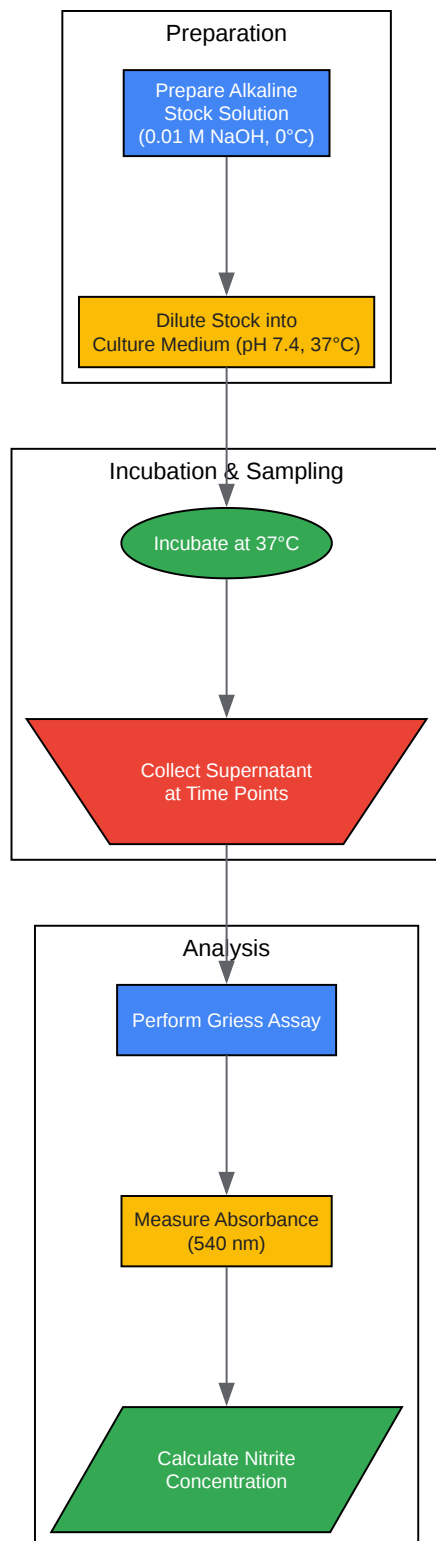 Preparation
Prepare Alkaline
Stock Solution
(0.01 M NaOH, 0°C)
Dilute Stock into
Culture Medium (pH 7.4, 37°C)
Incubation & Sampling
Incubate at 37°C
Collect Supernatant
at Time Points
Analysis
Perform Griess Assay
Measure Absorbance
(540 nm)
Calculate Nitrite
Concentration